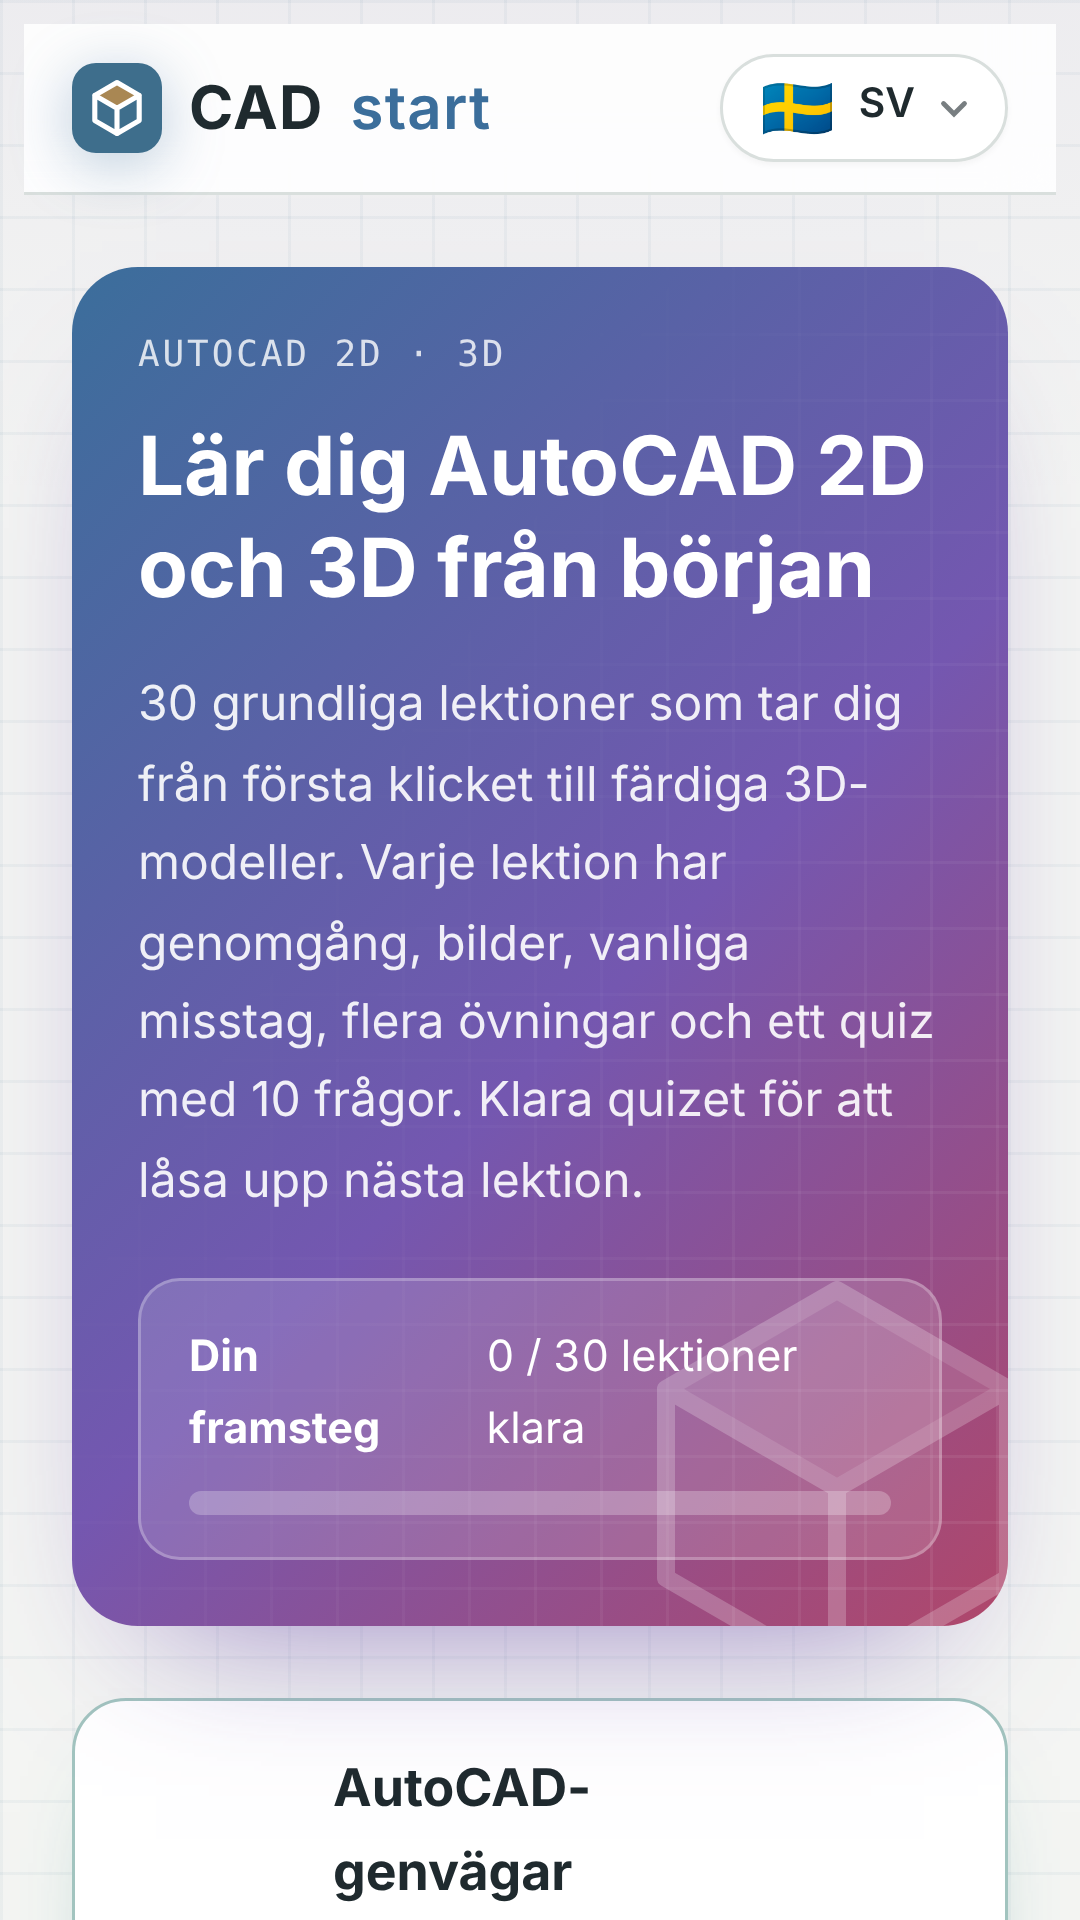 CAD start
SV
AUTOCAD 2D · 3D
Lär dig AutoCAD 2D
och 3D från början
30 grundliga lektioner som tar dig
från första klicket till färdiga 3D-
modeller. Varje lektion har
genomgång, bilder, vanliga
misstag, flera övningar och ett quiz
med 10 frågor. Klara quizet för att
låsa upp nästa lektion.
Din
framsteg
0 / 30 lektioner
klara
AutoCAD-
genvägar